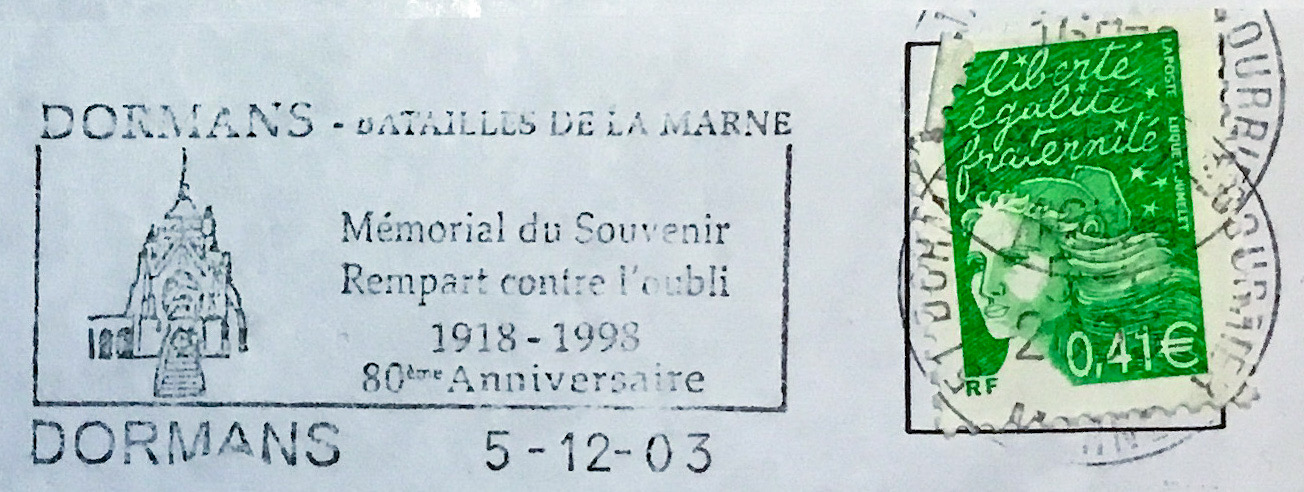 DORMANS - BATAILLES DE LA MARNE
Mémorial du Souvenir
Rempart contre l'oubli
1918 - 1998
80ème Anniversaire
DORMANS 5-12-03
liberté
égalité
fraternité
LAPOSTE LUQUET JUMELET
0,41€
RF